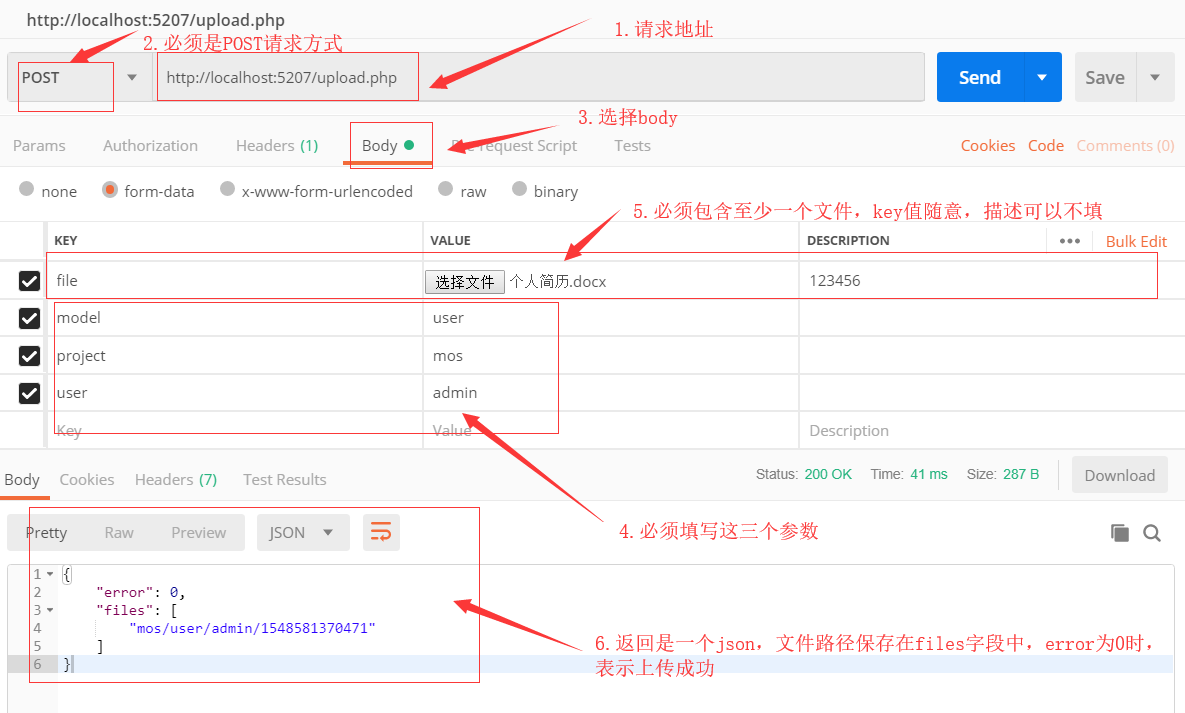 http://localhost:5207/upload.php
1.请求地址
2.必须是POST请求方式
POST
http://localhost:5207/upload.php
Send
Save
3.选择body
Params
Authorization
Headers (1)
Body
request Script
Tests
Cookies
Code
Comments (0)
none
form-data
x-www-form-urlencoded
raw
binary
5.必须包含至少一个文件，key值随意，描述可以不填
KEY
VALUE
DESCRIPTION
Bulk Edit
file
选择文件 个人简历.docx
123456
model
user
project
mos
user
admin
Key
Value
Description
Body
Cookies
Headers (7)
Test Results
Status: 200 OK
Time: 41 ms
Size: 287 B
Download
4.必须填写这三个参数
Pretty
Raw
Preview
JSON
1 {
2 "error": 0,
3 "files": [
4 "mos/user/admin/1548581370471"
5 ]
6 }
6.返回是一个json，文件路径保存在files字段中，error为0时，
表示上传成功